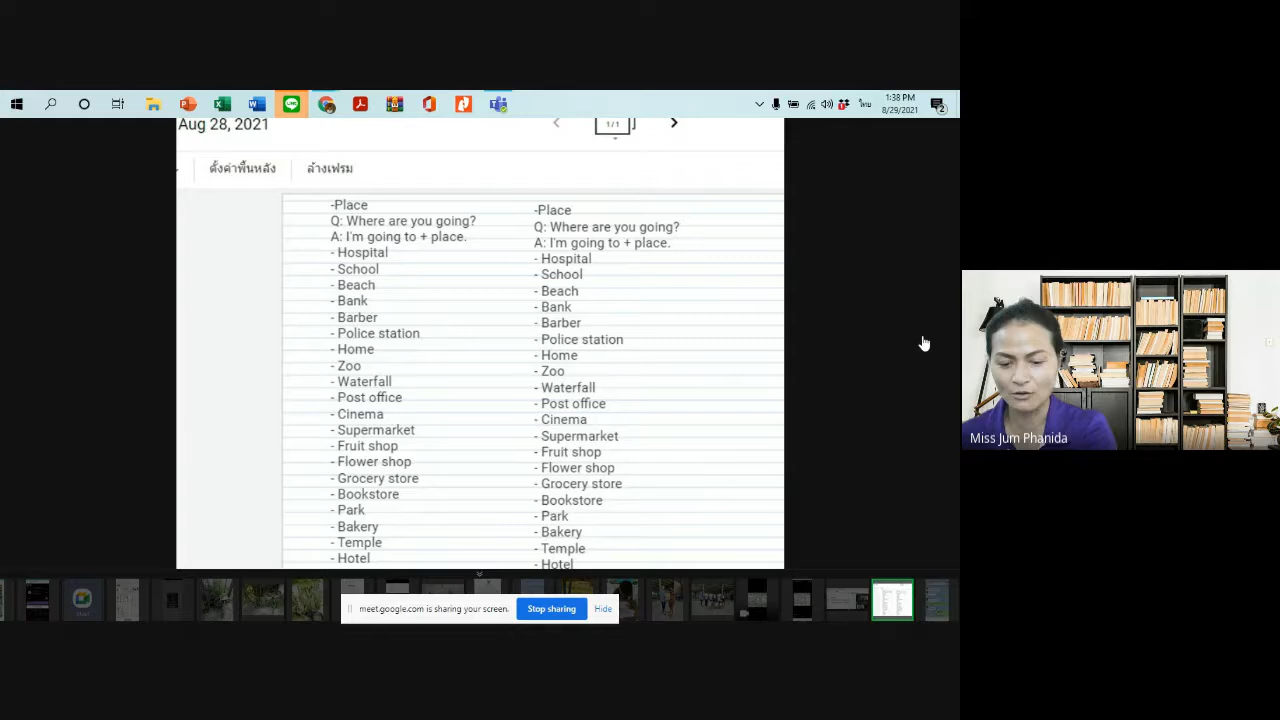 1:38 PM
8/29/2021
Aug 28, 2021
1/1
ตั้งค่าพื้นหลัง
ล้างเฟรม
-Place
Q: Where are you going?
A: I'm going to + place.
- Hospital
- School
- Beach
- Bank
- Barber
- Police station
- Home
- Zoo
- Waterfall
- Post office
- Cinema
- Supermarket
- Fruit shop
- Flower shop
- Grocery store
- Bookstore
- Park
- Bakery
- Temple
- Hotel
-Place
Q: Where are you going?
A: I'm going to + place.
- Hospital
- School
- Beach
- Bank
- Barber
- Police station
- Home
- Zoo
- Waterfall
- Post office
- Cinema
- Supermarket
- Fruit shop
- Flower shop
- Grocery store
- Bookstore
- Park
- Bakery
- Temple
- Hotel
Miss Jum Phanida
meet.google.com is sharing your screen.
Stop sharing
Hide